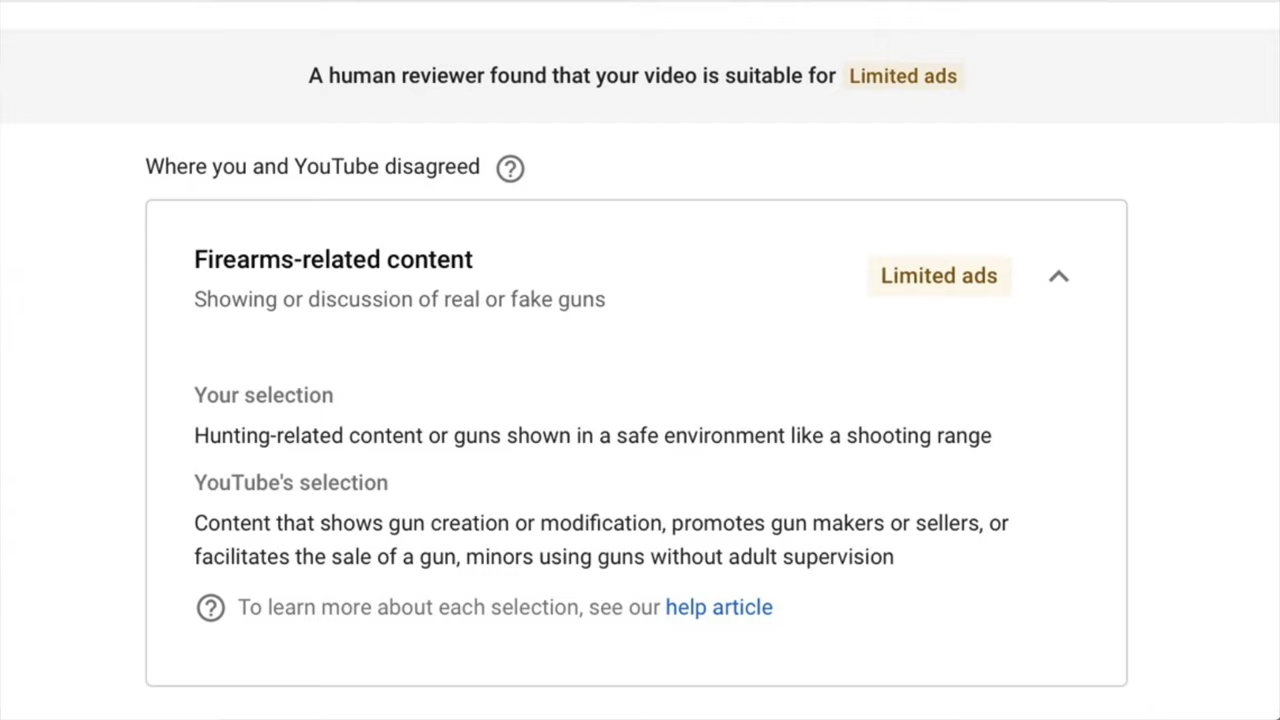 A human reviewer found that your video is suitable for Limited ads
Where you and YouTube disagreed
Firearms-related content
Limited ads
Showing or discussion of real or fake guns
Your selection
Hunting-related content or guns shown in a safe environment like a shooting range
YouTube's selection
Content that shows gun creation or modification, promotes gun makers or sellers, or
facilitates the sale of a gun, minors using guns without adult supervision
To learn more about each selection, see our help article